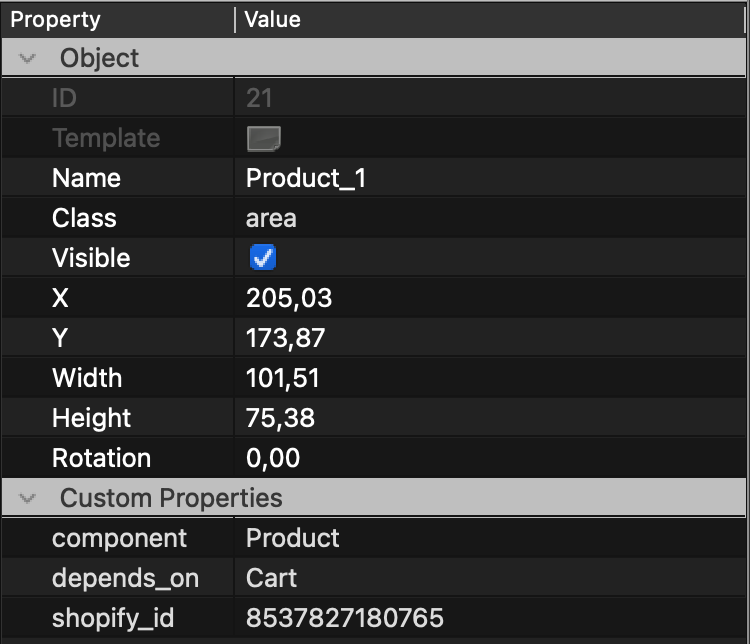 Property Value
Object
ID 21
Template
Name Product_1
Class area
Visible
X 205,03
Y 173,87
Width 101,51
Height 75,38
Rotation 0,00
Custom Properties
component Product
depends_on Cart
shopify_id 8537827180765